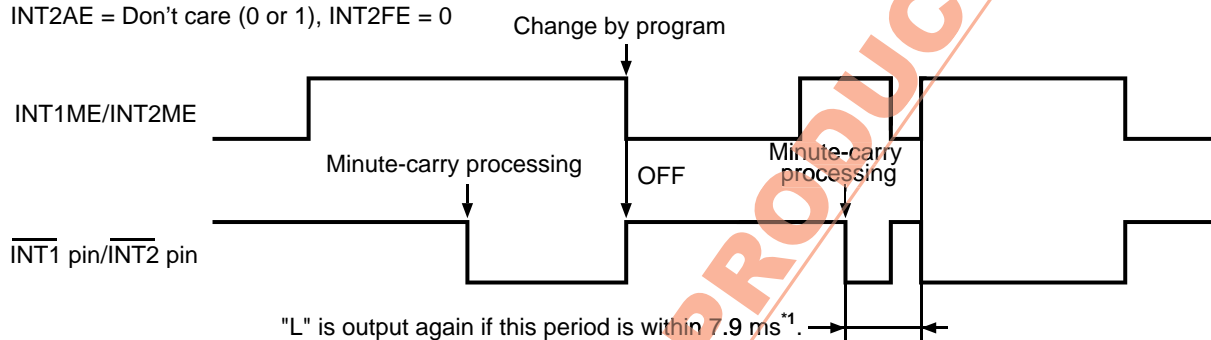 INT2AE = Don't care (0 or 1), INT2FE = 0
Change by program
INT1ME/INT2ME
Minute-carry processing
OFF
Minute-carry
processing
INT1 pin/INT2 pin
"L" is output again if this period is within 7.9 ms*1.
PRODUC